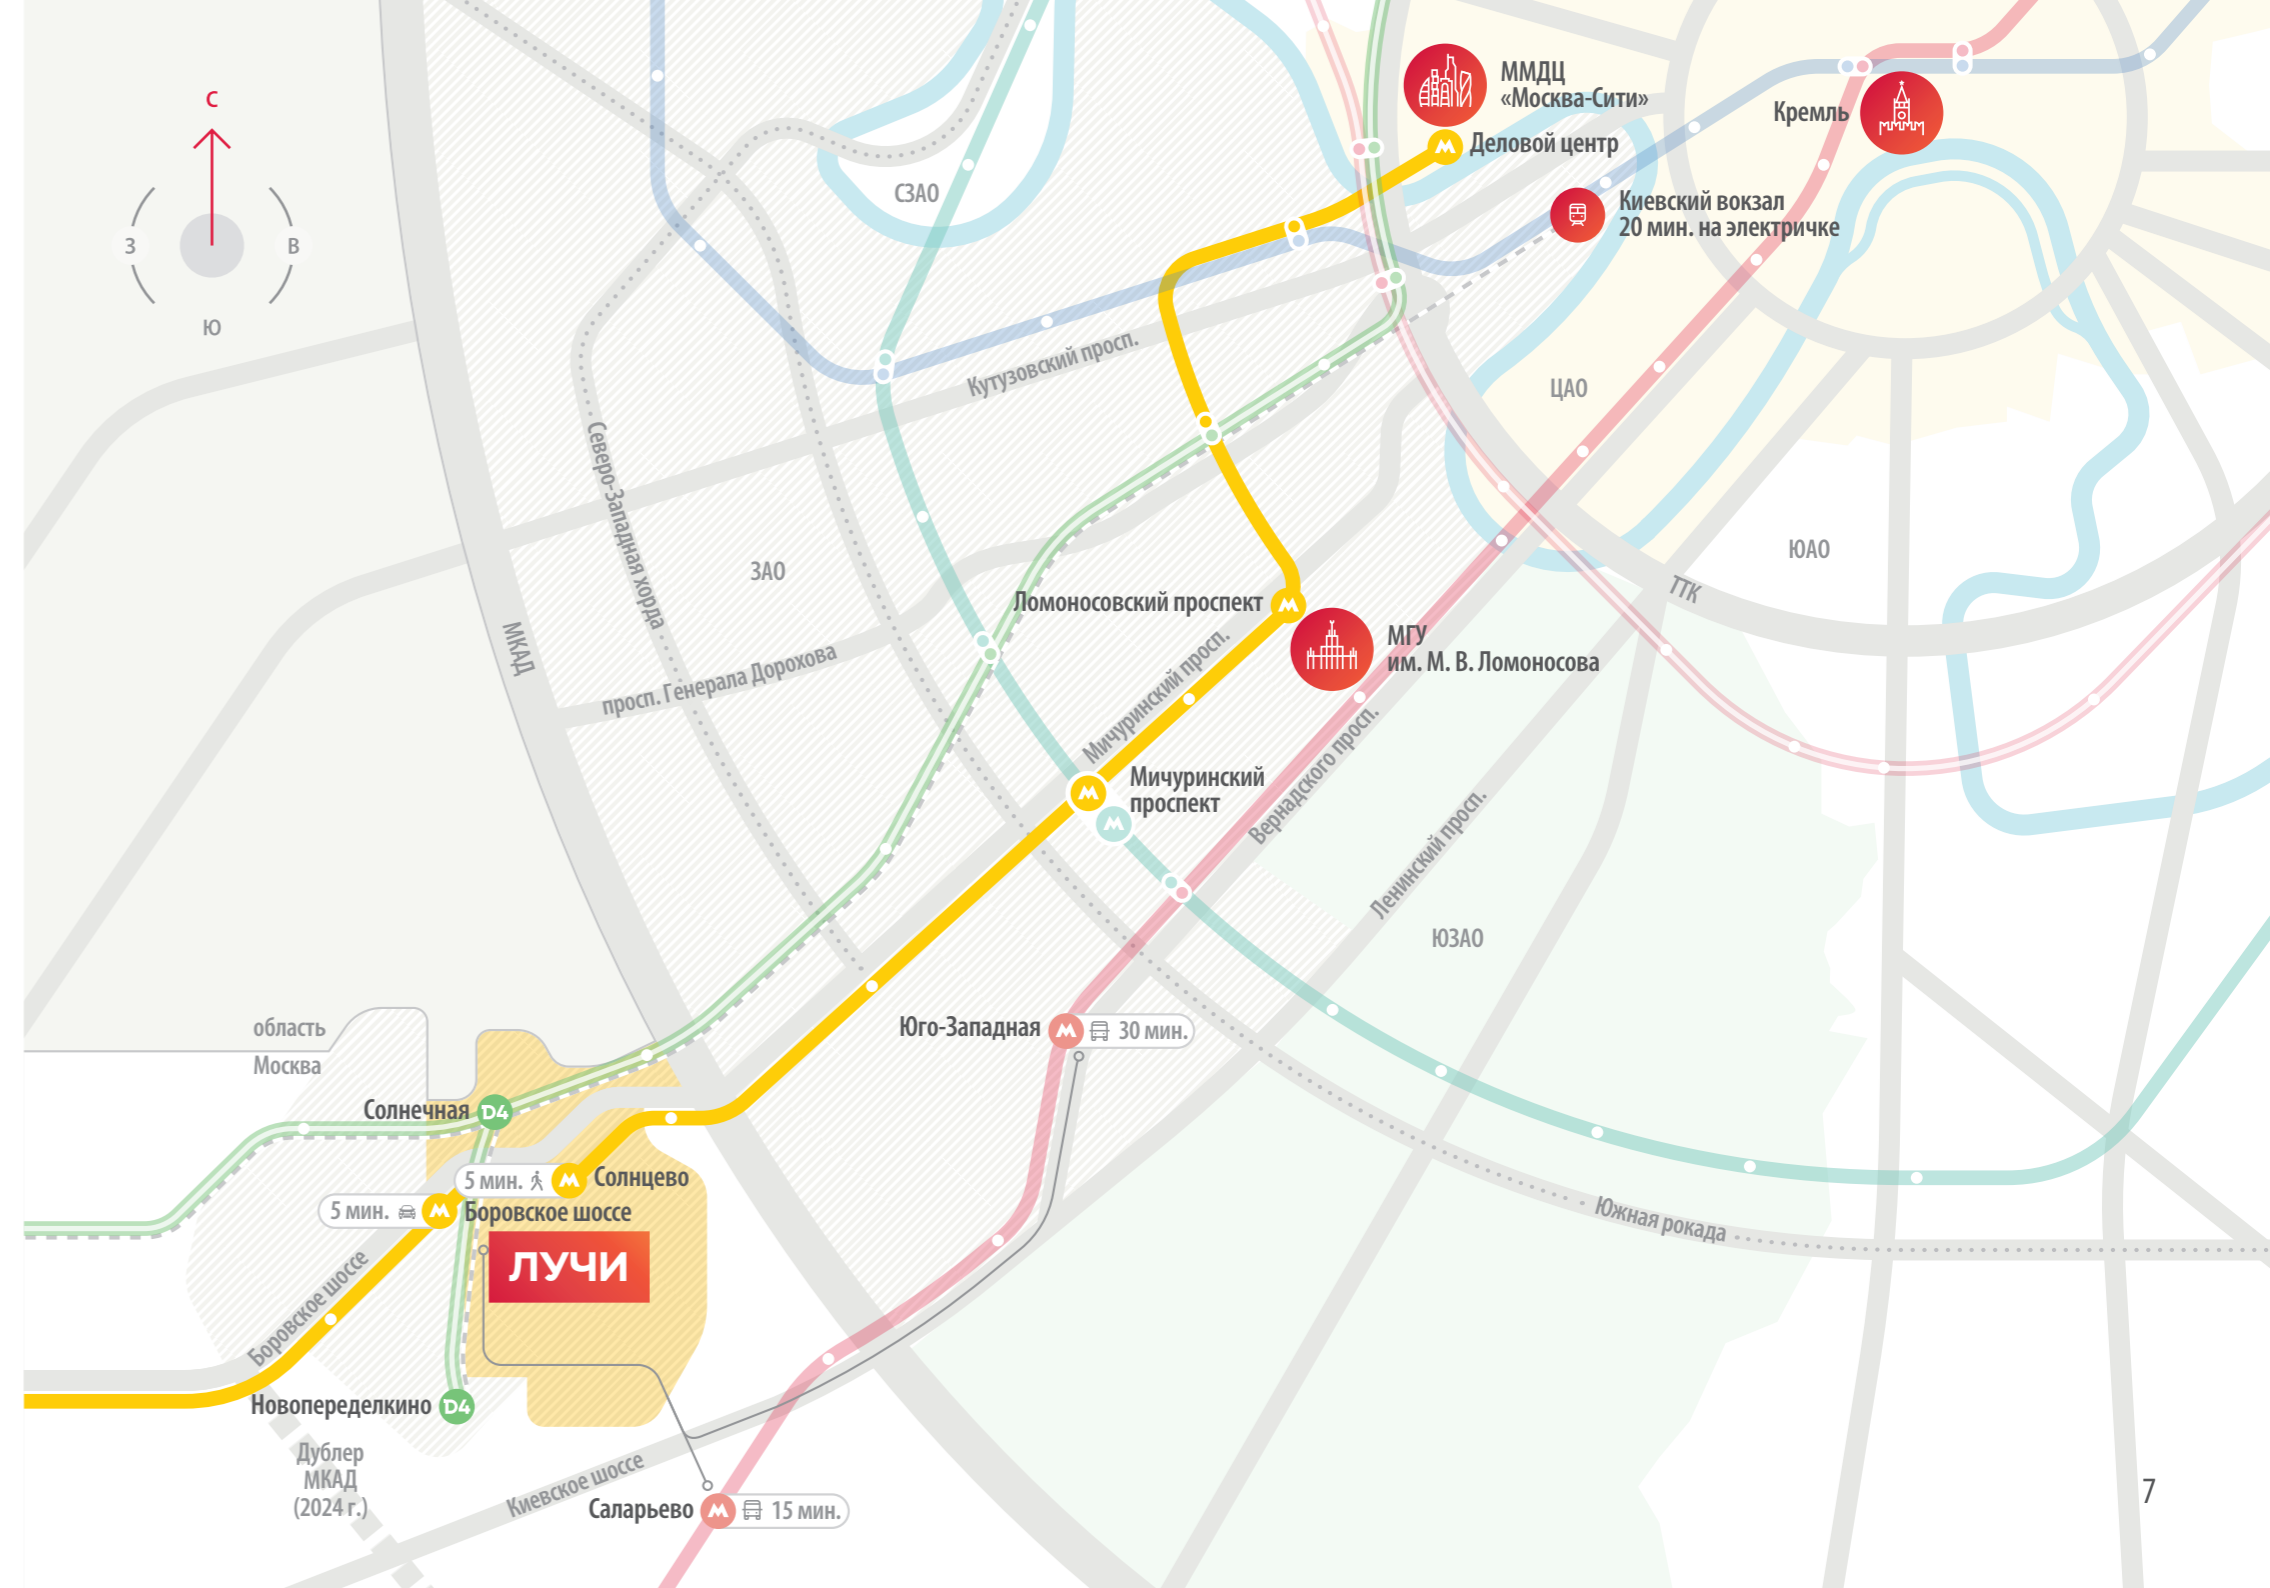 С
З
В
Ю
ММДЦ
«Москва-Сити»
Деловой центр
Кремль
Киевский вокзал
20 мин. на электричке
СЗАО
Кутузовский просп.
ЦАО
Северо-Западная хорда
ЗАО
ЮАО
ТТК
МКАД
Ломоносовский проспект
МГУ
им. М. В. Ломоносова
просп. Генерала Дорохова
Мичуринский просп.
Мичуринский
проспект
Вернадского просп.
Ленинский просп.
ЮЗАО
область
Москва
Юго-Западная
30 мин.
Солнечная
D4
5 мин.
Солнцево
5 мин.
Боровское шоссе
ЛУЧИ
Южная рокада
Боровское шоссе
Новопеределкино
D4
Дублер
МКАД
(2024 г.)
Киевское шоссе
Саларьево
15 мин.
7